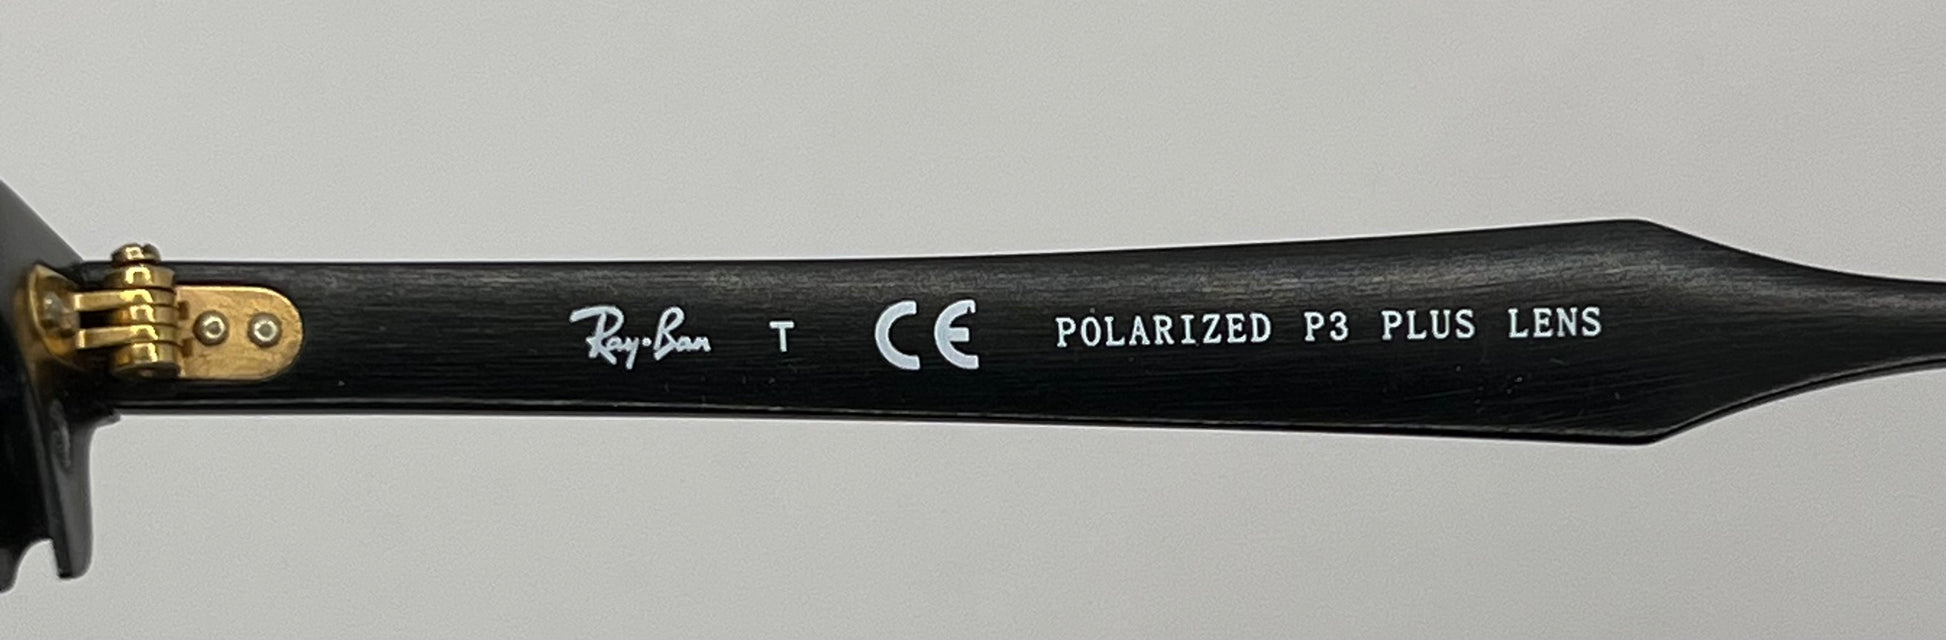 Ray-Ban T CE POLARIZED P3 PLUS LENS